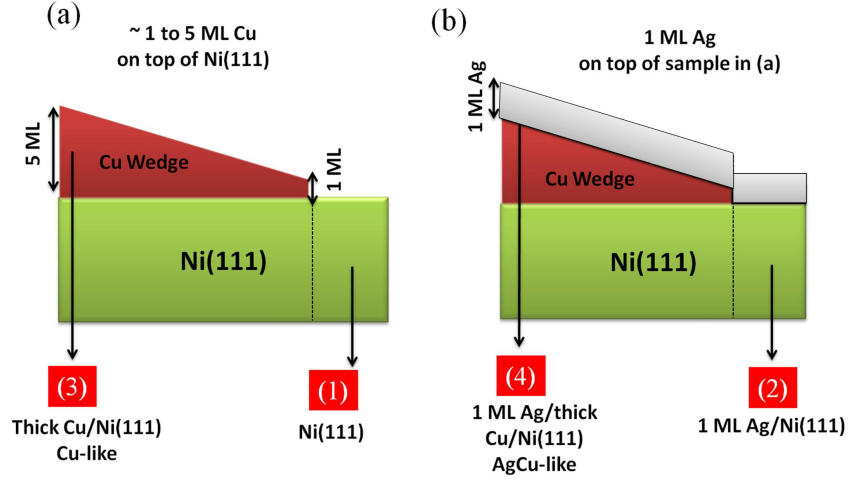 (a)
~ 1 to 5 ML Cu
on top of Ni(111)
5 ML
Cu Wedge
1 ML
Ni(111)
(3)
Thick Cu/Ni(111)
Cu-like
(1)
Ni(111)
(b)
1 ML Ag
on top of sample in (a)
1 ML Ag
Cu Wedge
Ni(111)
(4)
1 ML Ag/thick
Cu/Ni(111)
AgCu-like
(2)
1 ML Ag/Ni(111)